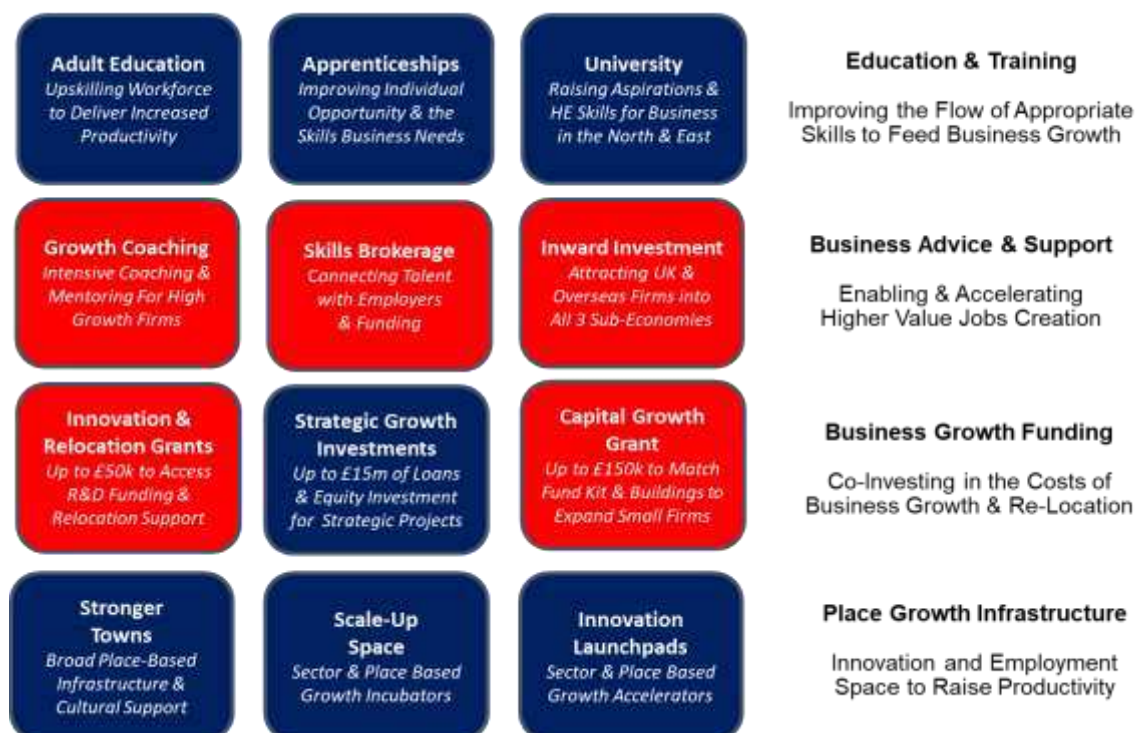 Adult Education
Upskilling Workforce
to Deliver Increased
Productivity
Apprenticeships
Improving Individual
Opportunity & the
Skills Business Needs
University
Raising Aspirations &
HE Skills for Business
in the North & East
Education & Training
Improving the Flow of Appropriate
Skills to Feed Business Growth
Growth Coaching
Intensive Coaching &
Mentoring For High
Growth Firms
Skills Brokerage
Connecting Talent
with Employers
& Funding
Inward Investment
Attracting UK &
Overseas Firms into
All 3 Sub-Economies
Business Advice & Support
Enabling & Accelerating
Higher Value Jobs Creation
Innovation &
Relocation Grants
Up to £50k to Access
R&D Funding &
Relocation Support
Strategic Growth
Investments
Up to £15m of Loans
& Equity Investment
for Strategic Projects
Capital Growth
Grant
Up to £150k to Match
Fund Kit & Buildings to
Expand Small Firms
Business Growth Funding
Co-Investing in the Costs of
Business Growth & Re-Location
Stronger
Towns
Broad Place-Based
Infrastructure &
Cultural Support
Scale-Up
Space
Sector & Place Based
Growth Incubators
Innovation
Launchpads
Sector & Place Based
Growth Accelerators
Place Growth Infrastructure
Innovation and Employment
Space to Raise Productivity